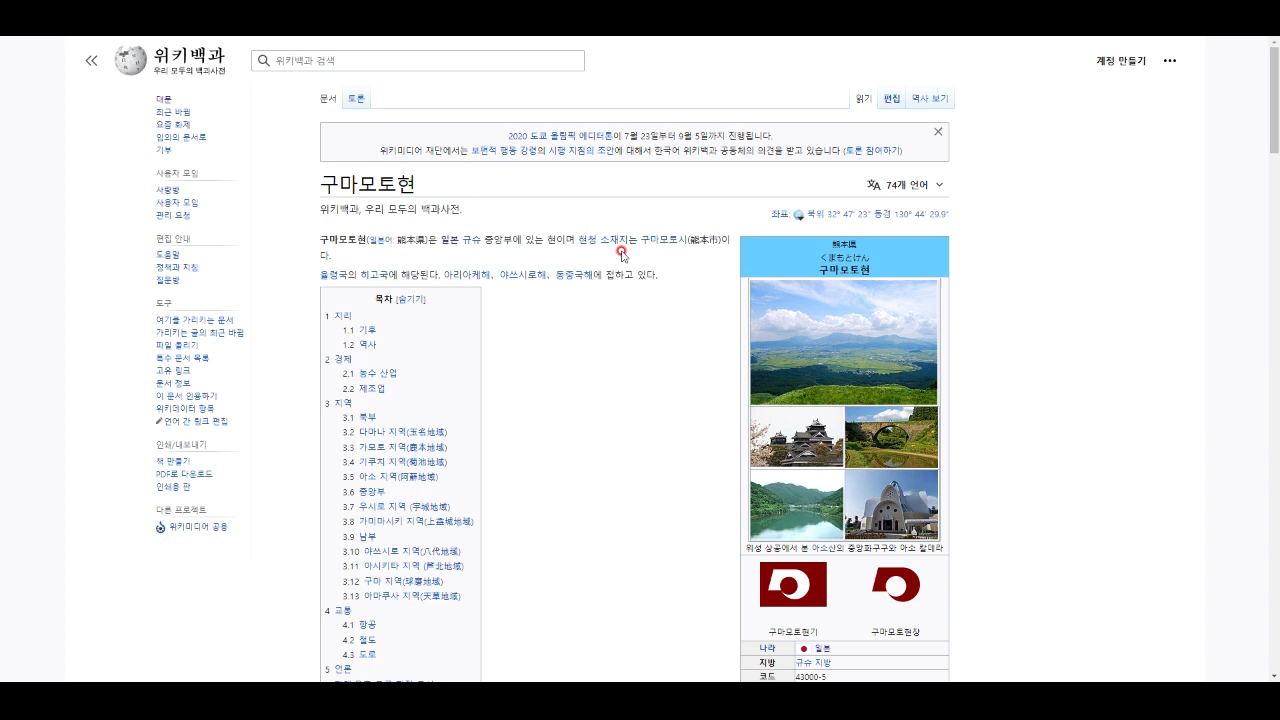 위키백과
우리 모두의 백과사전
위키백과 검색
계정 만들기
대문
최근 바뀜
요즘 화제
임의의 문서로
기부
사용자 모임
사랑방
사용자 모임
관리 요청
편집 안내
도움말
정책과 지침
질문방
도구
여기를 가리키는 문서
가리키는 글의 최근 바뀜
파일 올리기
특수 문서 목록
고유 링크
문서 정보
이 문서 인용하기
위키데이터 항목
언어 간 링크 편집
인쇄/내보내기
책 만들기
PDF로 다운로드
인쇄용 판
다른 프로젝트
위키미디어 공용
문서 토론 읽기 편집 역사 보기
2020 도쿄 올림픽 에디터톤이 7월 23일부터 9월 5일까지 진행됩니다.
위키미디어 재단에서는 보편적 행동 강령의 시행 지침의 초안에 대해서 한국어 위키백과 공동체의 의견을 받고 있습니다 (토론 참여하기)
구마모토현
74개 언어
위키백과, 우리 모두의 백과사전.
좌표: 북위 32° 47′ 23″ 동경 130° 44′ 29.9″
구마모토현(일본어: 熊本県)은 일본 규슈 중앙부에 있는 현이며 현청 소재지는 구마모토시(熊本市)이
다.
율령국의 히고국에 해당된다. 아리아케해、야쓰시로해、동중국해에 접하고 있다.
목차 [숨기기]
1 지리
1.1 기후
1.2 역사
2 경제
2.1 농수 산업
2.2 제조업
3 지역
3.1 북부
3.2 다마나 지역(玉名地域)
3.3 가모토 지역(鹿本地域)
3.4 기쿠치 지역(菊池地域)
3.5 아소 지역(阿蘇地域)
3.6 중앙부
3.7 우시로 지역 (宇城地域)
3.8 가미마시키 지역(上益城地域)
3.9 남부
3.10 야쓰시로 지역(八代地域)
3.11 아시키타 지역 (芦北地域)
3.12 구마 지역(球磨地域)
3.13 아마쿠사 지역(天草地域)
4 교통
4.1 항공
4.2 철도
4.3 도로
5 언론
熊本県
くまもとけん
구마모토현
위성 상공에서 본 아소산의 중앙화구구와 아소 칼데라
구마모토현기 구마모토현장
나라 일본
지방 규슈 지방
코드 43000-5